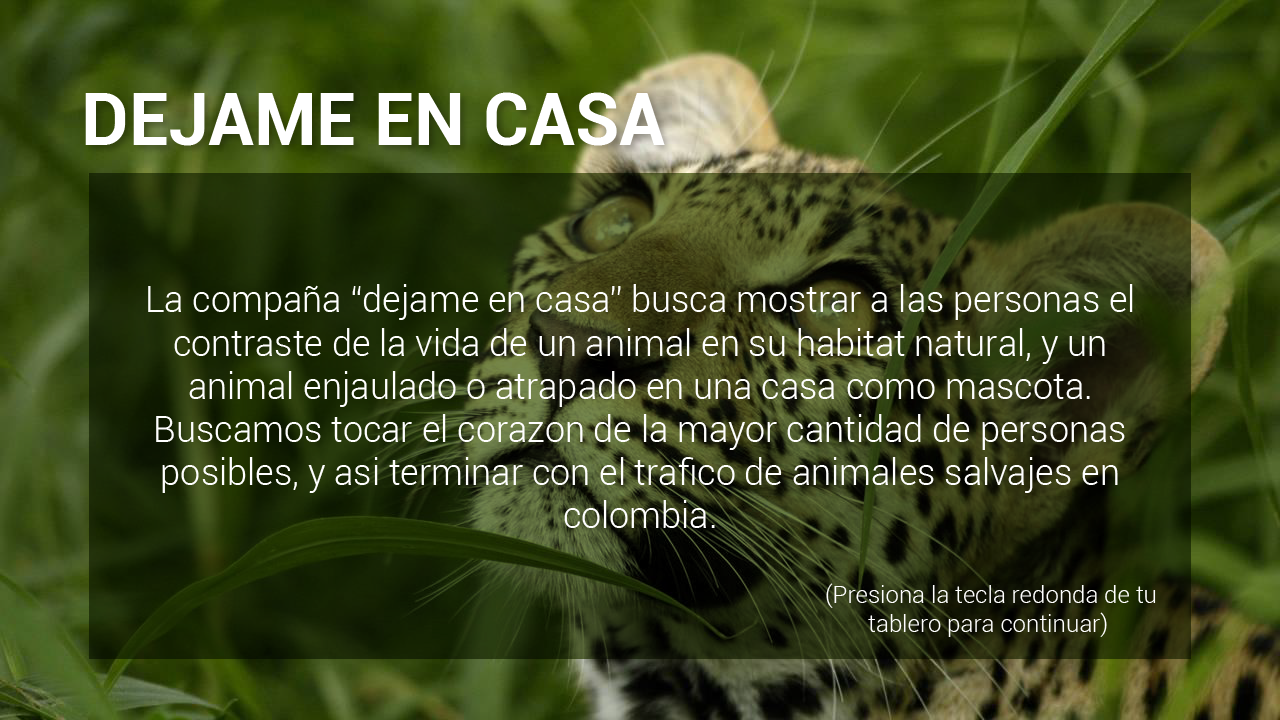 DEJAME EN CASA
La compaña “dejame en casa” busca mostrar a las personas el
contraste de la vida de un animal en su habitat natural, y un
animal enjaulado o atrapado en una casa como mascota.
Buscamos tocar el corazon de la mayor cantidad de personas
posibles, y asi terminar con el trafico de animales salvajes en
colombia.
(Presiona la tecla redonda de tu
tablero para continuar)